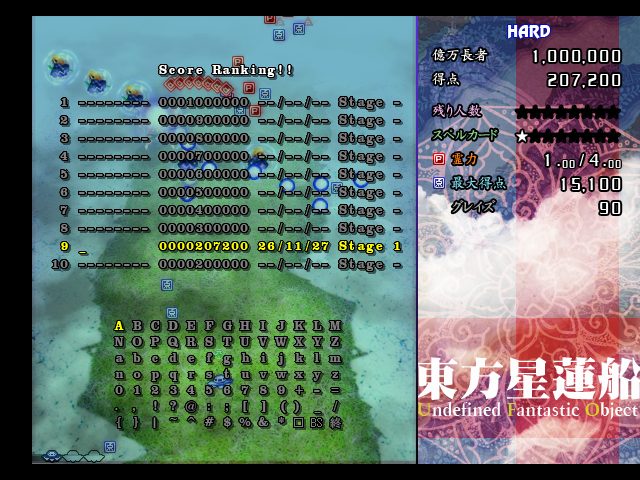 Score Ranking!!
1 -------- 0001000000 --/--/-- Stage -
2 -------- 0000900000 --/--/-- Stage -
3 -------- 0000800000 --/--/-- Stage -
4 -------- 0000700000 --/--/-- Stage -
5 -------- 0000600000 --/--/-- Stage -
6 -------- 0000500000 --/--/-- Stage -
7 -------- 0000400000 --/--/-- Stage -
8 -------- 0000300000 --/--/-- Stage -
9 _ 0000207200 26/11/27 Stage 1
10 -------- 0000200000 --/--/-- Stage -
A B C D E F G H I J K L M
N O P Q R S T U V W X Y Z
a b c d e f g h i j k l m
n o p q r s t u v w x y z
0 1 2 3 4 5 6 7 8 9 + - =
. , ! ? @ : ; [ ] ( ) _ /
{ } | ~ ^ # $ % & * □ BS 終
HARD
億万長者 1,000,000
得点 207,200
残り人数
スペルカード
P 霊力 1.00/4.00
最大得点 15,100
グレイズ 90
東方星蓮船
Undefined Fantastic Object